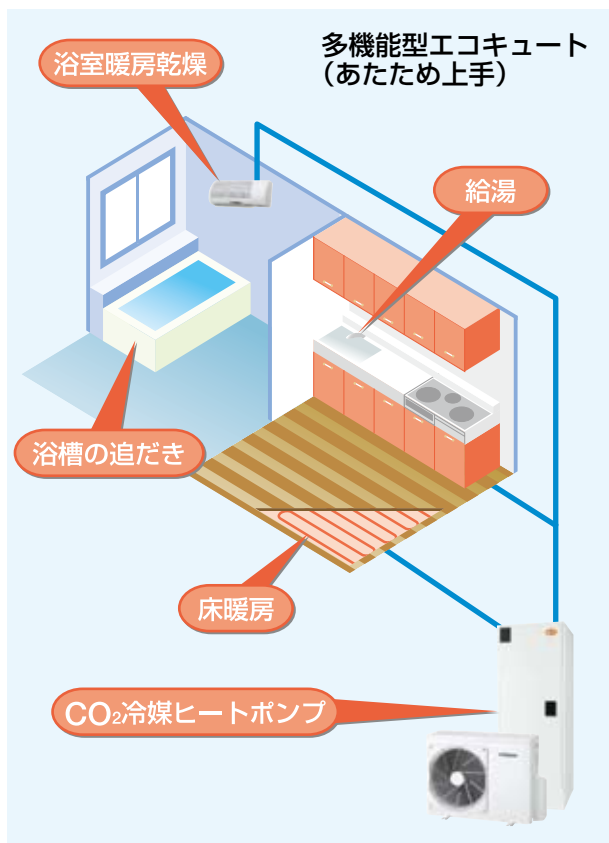 多機能型エコキュート
（あたため上手）
浴室暖房乾燥
給湯
浴槽の追だき
床暖房
CO₂冷媒ヒートポンプ